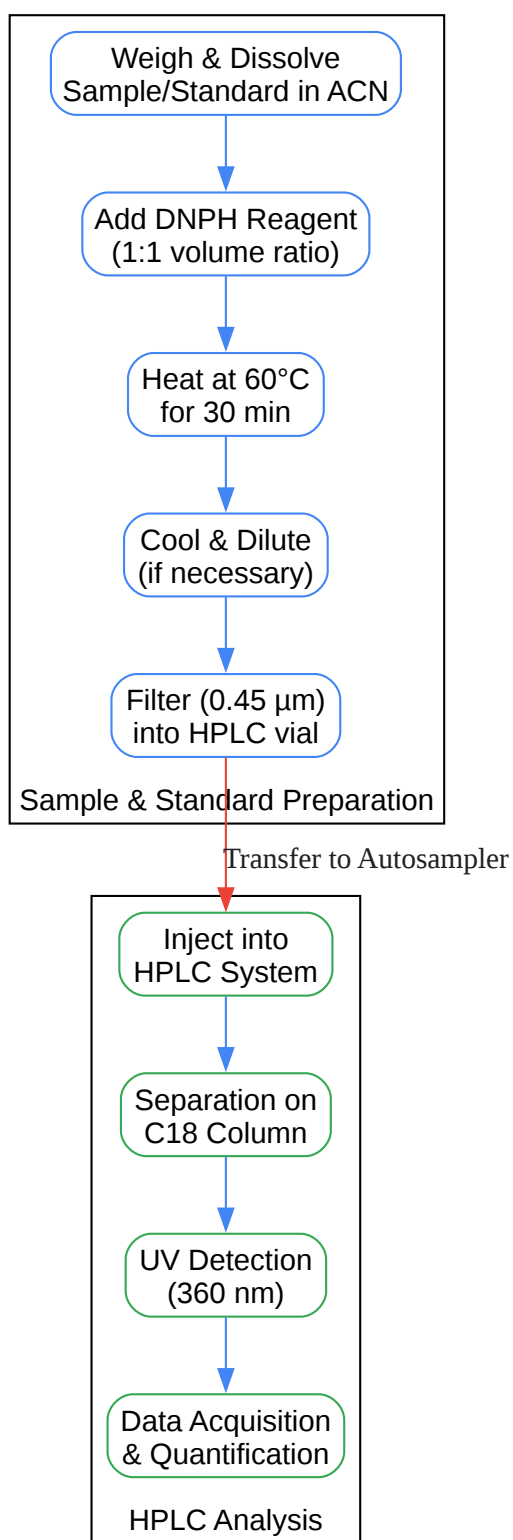 Weigh & Dissolve
Sample/Standard in ACN
Add DNPH Reagent
(1:1 volume ratio)
Heat at 60°C
for 30 min
Cool & Dilute
(if necessary)
Filter (0.45 µm)
into HPLC vial
Sample & Standard Preparation
Transfer to Autosampler
Inject into
HPLC System
Separation on
C18 Column
UV Detection
(360 nm)
Data Acquisition
& Quantification
HPLC Analysis